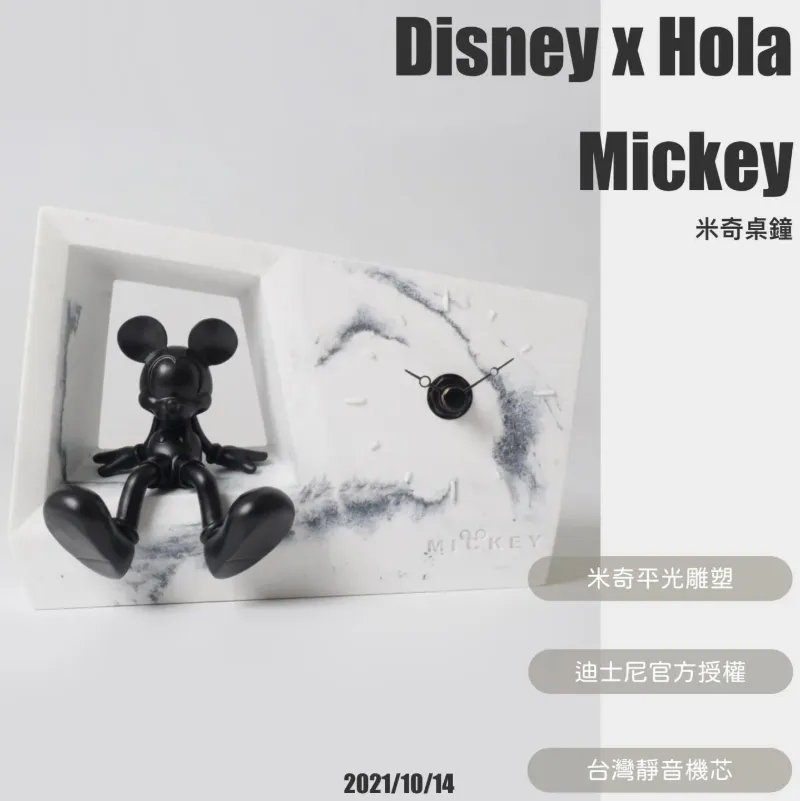 Disney x Hola
Mickey
米奇桌鐘
MICKEY
米奇平光雕塑
迪士尼官方授權
台灣靜音機芯
2021/10/14